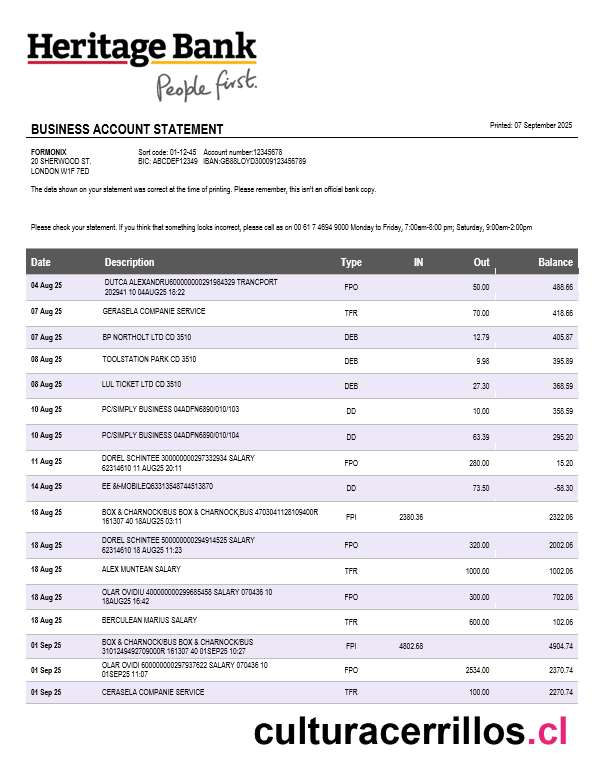 Heritage Bank
People first.
Printed: 07 September 2025
BUSINESS ACCOUNT STATEMENT
FORMONIX Sort code: 01-12-45 Account number:12345678
20 SHERWOOD ST. BIC: ABCDEF12349 IBAN:GB88LOYD30009123456789
LONDON W1F 7ED
The data shown on your statement was correct at the time of printing. Please remember, this isn't an official bank copy.
Please check your statement. If you think that something looks incorrect, please call as on 00 61 7 4694 9000 Monday to Friday, 7:00am-8:00 pm; Saturday, 9:00am-2:00pm
Date Description Type IN Out Balance
04 Aug 25 DUTCA ALEXANDRU600000000291984329 TRANCPORT
202941 10 04AUG25 18:22 FPO 50.00 488.66
07 Aug 25 GERASELA COMPANIE SERVICE TFR 70.00 418.66
07 Aug 25 BP NORTHOLT LTD CD 3510 DEB 12.79 405.87
08 Aug 25 TOOLSTATION PARK CD 3510 DEB 9.98 395.89
08 Aug 25 LUL TICKET LTD CD 3510 DEB 27.30 368.59
10 Aug 25 PC/SIMPLY BUSINESS 04ADFN6890/010/103 DD 10.00 358.59
10 Aug 25 PC/SIMPLY BUSINESS 04ADFN6890/010/104 DD 63.39 295.20
11 Aug 25 DOREL SCHINTEE 300000000297332934 SALARY
62314610 11 AUG25 20:11 FPO 280.00 15.20
14 Aug 25 EE &t-MOBILEQ63313548744513870 DD 73.50 -58.30
18 Aug 25 BOX & CHARNOCK/BUS BOX & CHARNOCK,BUS 4703041128109400R
161307 40 18AUG25 03:11 FPI 2380.36 2322.06
18 Aug 25 DOREL SCHINTEE 500000000294914525 SALARY
62314610 18 AUG25 11:23 FPO 320.00 2002.06
18 Aug 25 ALEX MUNTEAN SALARY TFR 1000.00 1002.06
18 Aug 25 OLAR OVIDIU 400000000299685458 SALARY 070436 10
18AUG25 16:42 FPO 300.00 702.06
18 Aug 25 BERCULEAN MARIUS SALARY TFR 600.00 102.06
01 Sep 25 BOX & CHARNOCK/BUS BOX & CHARNOCK/BUS
3101249492709000R 161307 40 01SEP25 10:27 FPI 4802.68 4904.74
01 Sep 25 OLAR OVIDI 600000000297937622 SALARY 070436 10
01SEP25 11:07 FPO 2534.00 2370.74
01 Sep 25 CERASELA COMPANIE SERVICE TFR 100.00 2270.74
culturacerrillos.cl